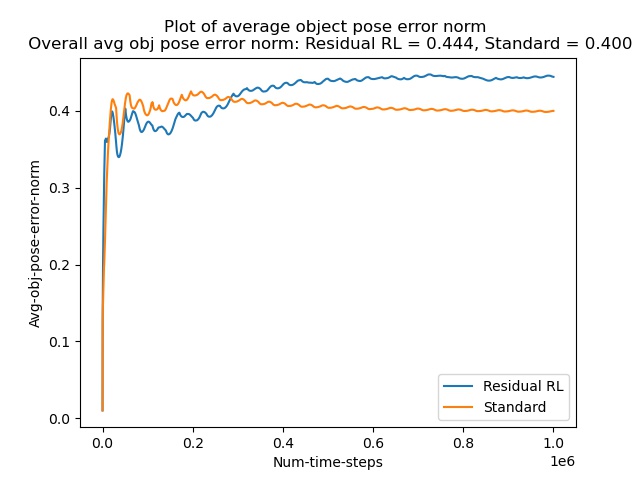 Plot of average object pose error norm
Overall avg obj pose error norm: Residual RL = 0.444, Standard = 0.400
Avg-obj-pose-error-norm
0.4
0.3
0.2
0.1
0.0
Residual RL
Standard
0.0 0.2 0.4 0.6 0.8 1.0
1e6
Num-time-steps